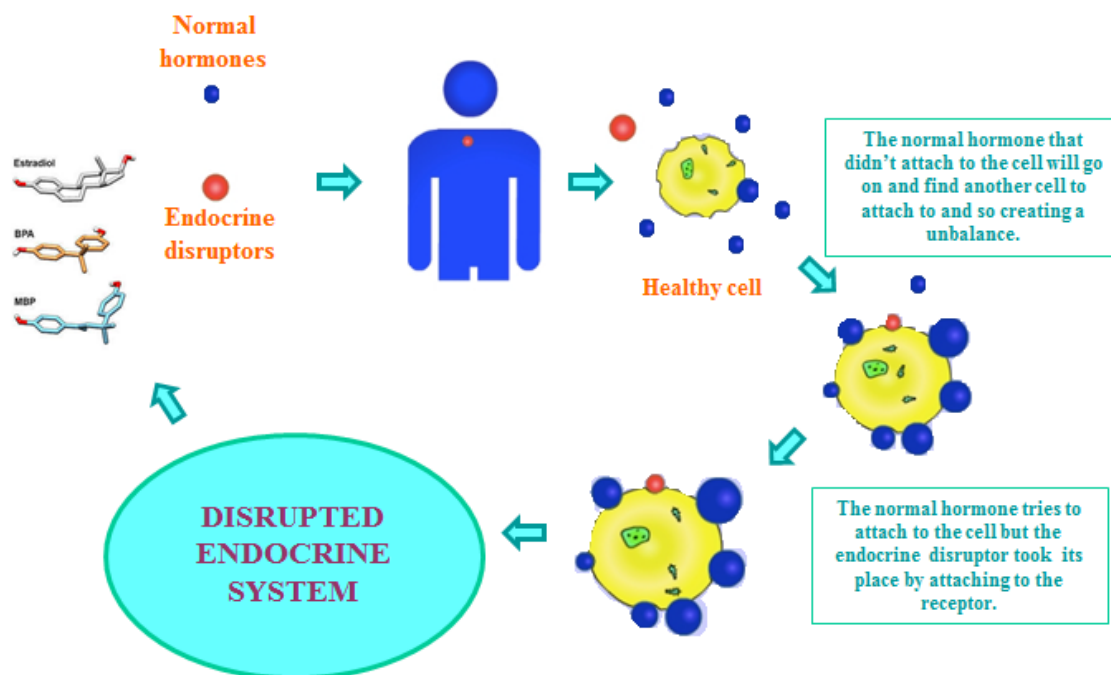 Normal
hormones
Estradiol
BPA
MBP
Endocrine
disruptors
Healthy cell
The normal hormone that
didn't attach to the cell will go
on and find another cell to
attach to and so creating a
unbalance.
The normal hormone tries to
attach to the cell but the
endocrine disruptor took its
place by attaching to the
receptor.
DISRUPTED
ENDOCRINE
SYSTEM